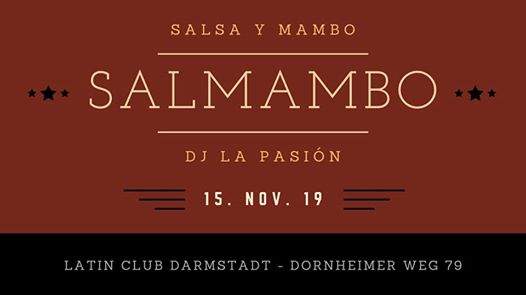 SALSA Y MAMBO
SALMAMBO
DJ LA PASIÓN
15. NOV. 19
LATIN CLUB DARMSTADT - DORNHEIMER WEG 79